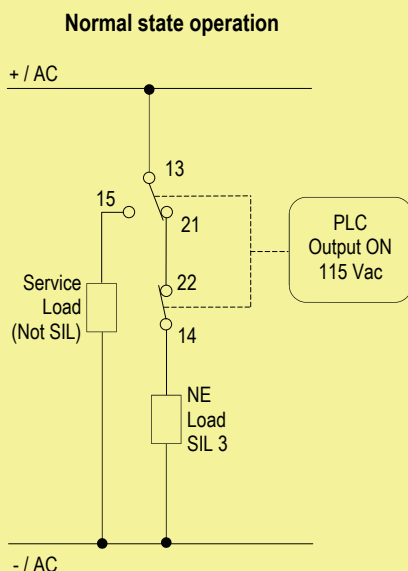 Normal state operation
+ / AC
13
15
21
PLC
Output ON
115 Vac
22
Service
Load
(Not SIL)
14
NE
Load
SIL 3
- / AC